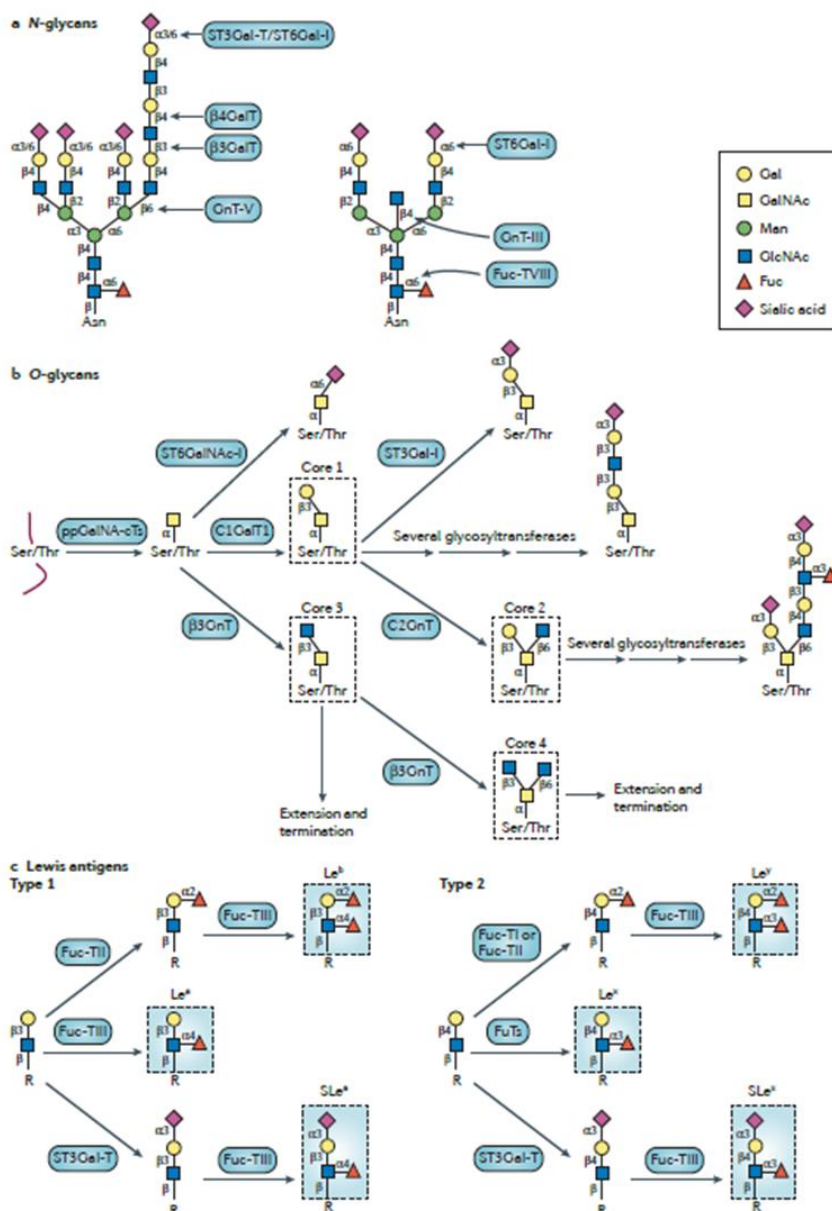 a N-glycans
α3/6
ST3Gal-T/ST6Gal-I
β4
β3
β4
β4GalT
α3/6 α3/6 α3/6 β3
β3GalT
β4 β4 β4 β4
β4 β2 β2 β6
GnT-V
α3 α6
β4
β4
α6
β
Asn
α6 α6
ST6Gal-I
β4 β4
β2 β4 β2
α3 α6
GnT-III
β4
β4
Fuc-TVIII
α6
β
Asn
Gal
GalNAc
Man
GlcNAc
Fuc
Sialic acid
b O-glycans
α6
α
Ser/Thr
α3
β3
α
Ser/Thr
ST6GalNAc-I
ST3Gal-I
α3
β3
β3
β3
α
Ser/Thr
Core 1
β3
α
Ser/Thr
Ser/Thr
ppGalNA-cTs
α
Ser/Thr
C1GalT1
Several glycosyltransferases
β3GnT
C2GnT
Core 3
β3
α
Ser/Thr
Core 2
β3 β6
α
Ser/Thr
Several glycosyltransferases
α3
β4
α3
β3
α3
β4
β3 β6
α
Ser/Thr
β3GnT
Core 4
β3 β6
α
Ser/Thr
Extension and
termination
Extension and
termination
c Lewis antigens
Type 1
Fuc-TII
α2
β3
β
R
Fuc-TIII
Leᵇ
α2
β3
α4
β
R
β3
β
R
Fuc-TIII
Leᵃ
β3
α4
β
R
ST3Gal-T
α3
β3
β
R
Fuc-TIII
SLeᵃ
α3
β3
α4
β
R
Type 2
Fuc-TI or
Fuc-TII
α2
β4
β
R
Fuc-TIII
Leʸ
α2
β4
α3
β
R
β4
β
R
FuTs
Leˣ
β4
α3
β
R
ST3Gal-T
α3
β4
β
R
Fuc-TIII
SLeˣ
α3
β4
α3
β
R